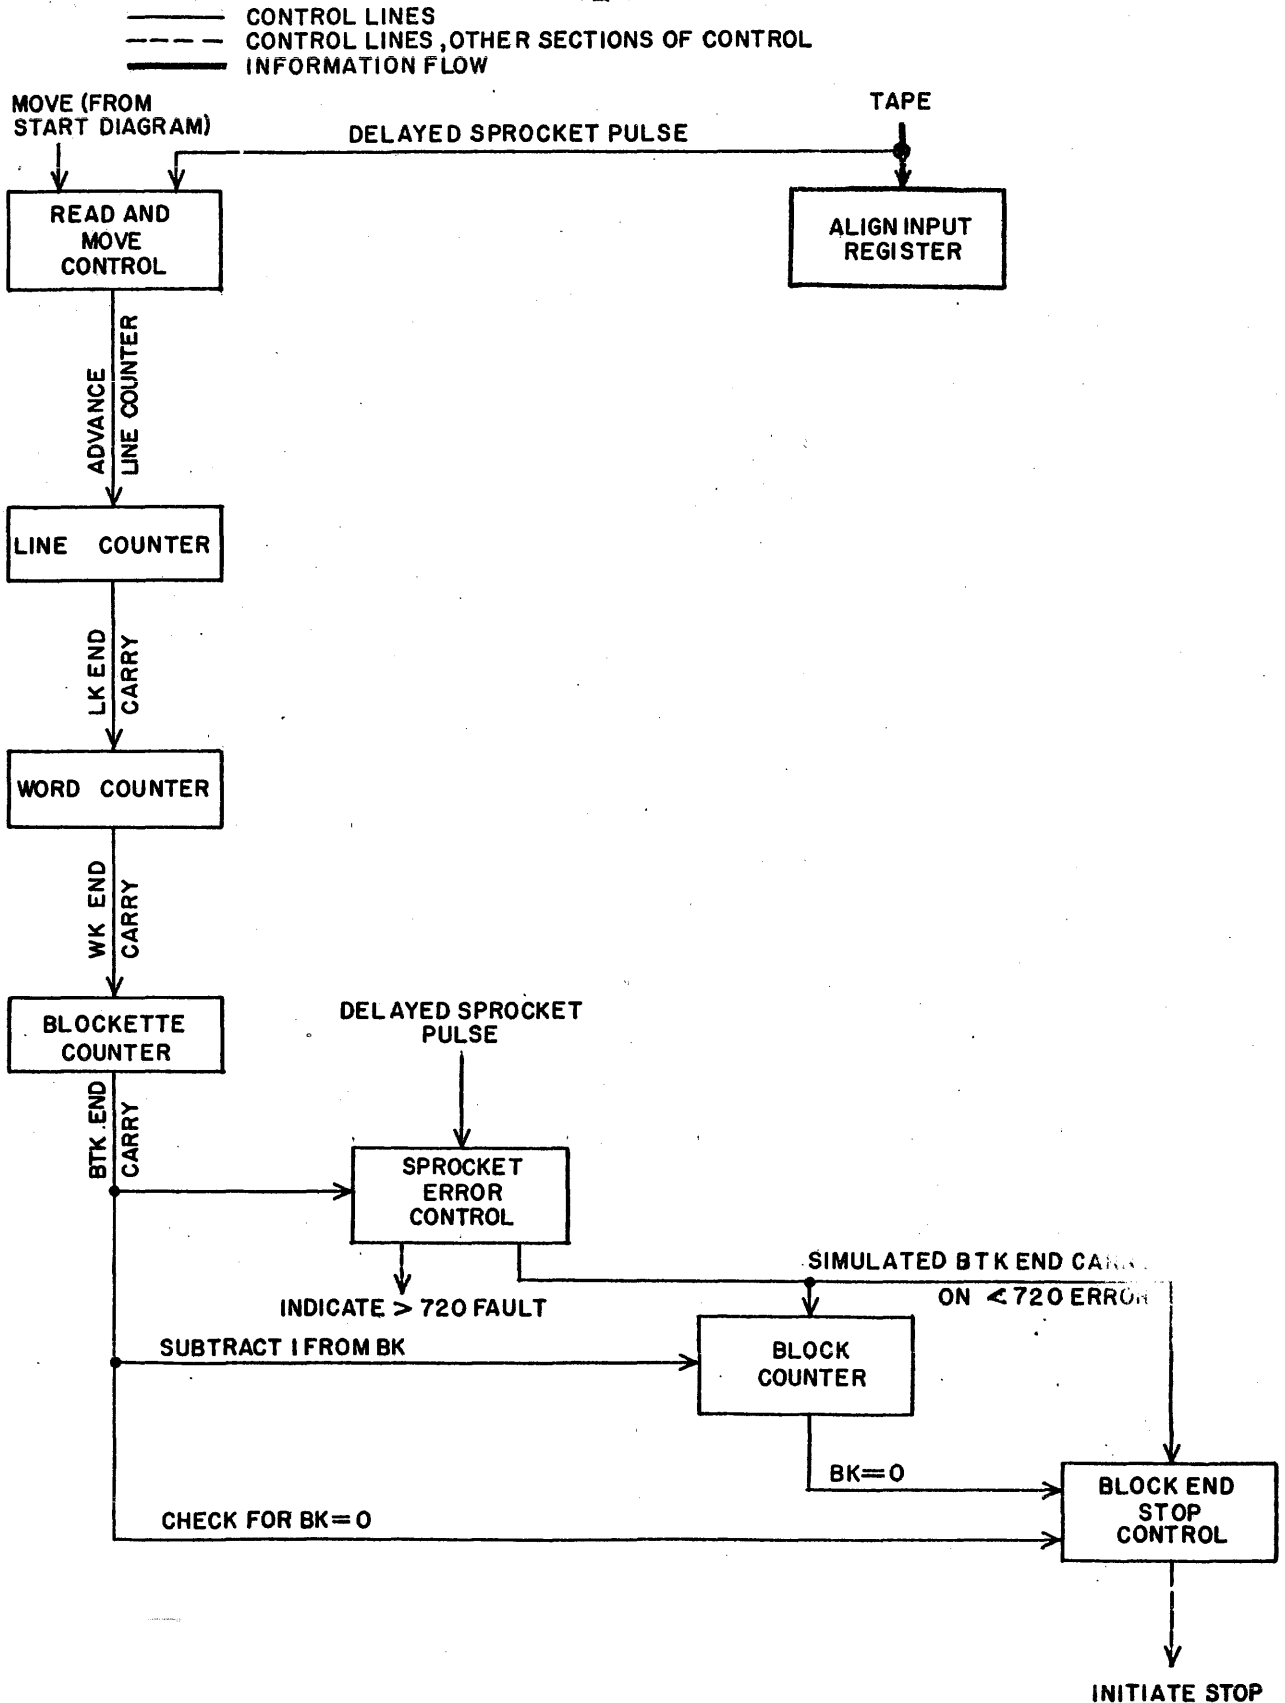 CONTROL LINES
CONTROL LINES, OTHER SECTIONS OF CONTROL
INFORMATION FLOW
MOVE (FROM
START DIAGRAM)
TAPE
DELAYED SPROCKET PULSE
READ AND
MOVE
CONTROL
ALIGN INPUT
REGISTER
ADVANCE
LINE COUNTER
LINE COUNTER
LK END
CARRY
WORD COUNTER
WK END
CARRY
BLOCKETTE
COUNTER
DELAYED SPROCKET
PULSE
BTK END
CARRY
SPROCKET
ERROR
CONTROL
SIMULATED BTK END
ON < 720 ERROR
INDICATE > 720 FAULT
SUBTRACT 1 FROM BK
BLOCK
COUNTER
BK=0
BLOCK END
STOP
CONTROL
CHECK FOR BK=0
INITIATE STOP